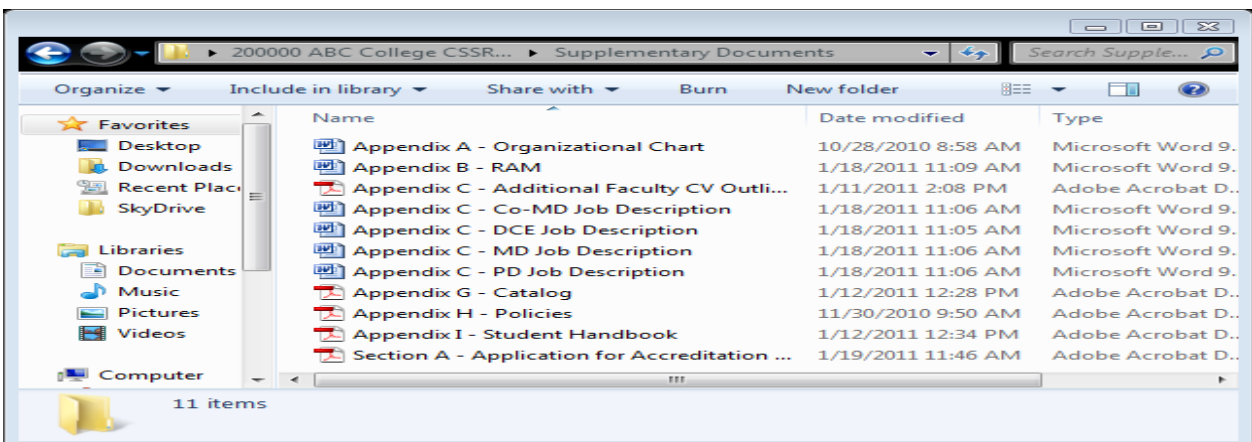 200000 ABC College CSSR... Supplementary Documents Search Supple...
Organize Include in library Share with Burn New folder
Favorites
Desktop
Downloads
Recent Plac
SkyDrive
Libraries
Documents
Music
Pictures
Videos
Computer
Name Date modified Type
Appendix A - Organizational Chart 10/28/2010 8:58 AM Microsoft Word 9.
Appendix B - RAM 1/18/2011 11:09 AM Microsoft Word 9.
Appendix C - Additional Faculty CV Outli... 1/11/2011 2:08 PM Adobe Acrobat D..
Appendix C - Co-MD Job Description 1/18/2011 11:06 AM Microsoft Word 9.
Appendix C - DCE Job Description 1/18/2011 11:05 AM Microsoft Word 9.
Appendix C - MD Job Description 1/18/2011 11:06 AM Microsoft Word 9.
Appendix C - PD Job Description 1/18/2011 11:06 AM Microsoft Word 9.
Appendix G - Catalog 1/12/2011 12:28 PM Adobe Acrobat D..
Appendix H - Policies 11/30/2010 9:50 AM Adobe Acrobat D..
Appendix I - Student Handbook 1/12/2011 12:34 PM Adobe Acrobat D..
Section A - Application for Accreditation ... 1/19/2011 11:46 AM Adobe Acrobat D..
11 items